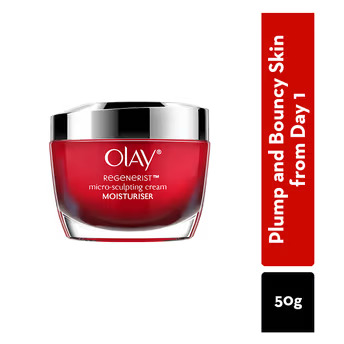 OLAY®
REGENERIST™
micro-sculpting cream
MOISTURISER
Plump and Bouncy Skin
from Day 1
50g